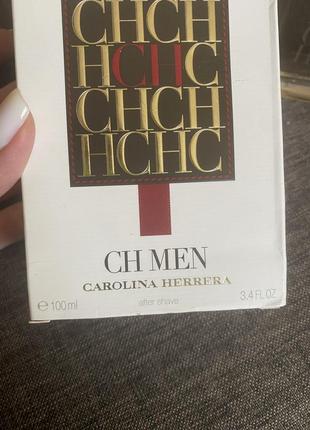 CHCH
HCHC
CHCH
HCHC
CH MEN
CAROLINA HERRERA
℮ 100 ml after shave 3.4 FL OZ